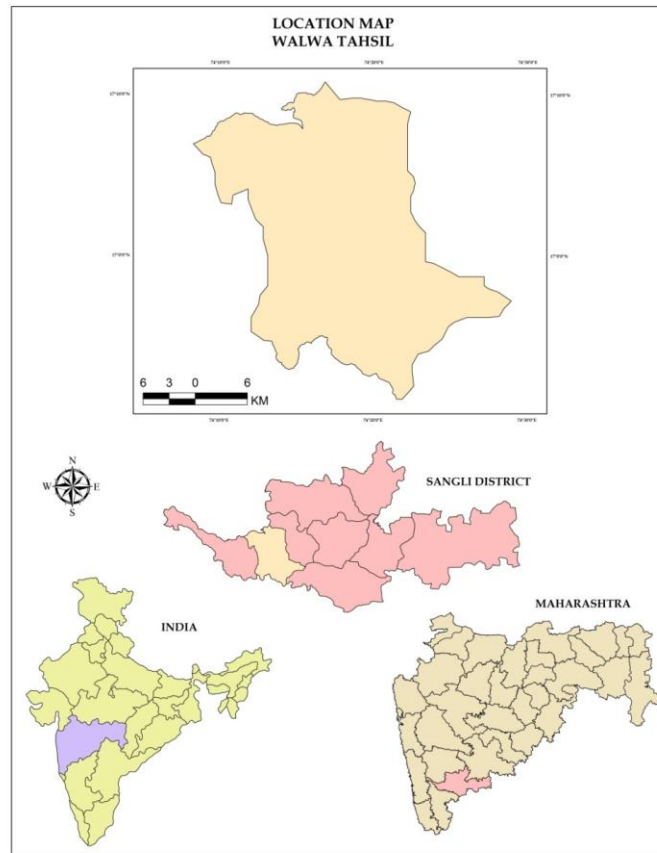 LOCATION MAP
WALWA TAHSIL
6 3 0 6
KM
N
W E
S
SANGLI DISTRICT
INDIA
MAHARASHTRA